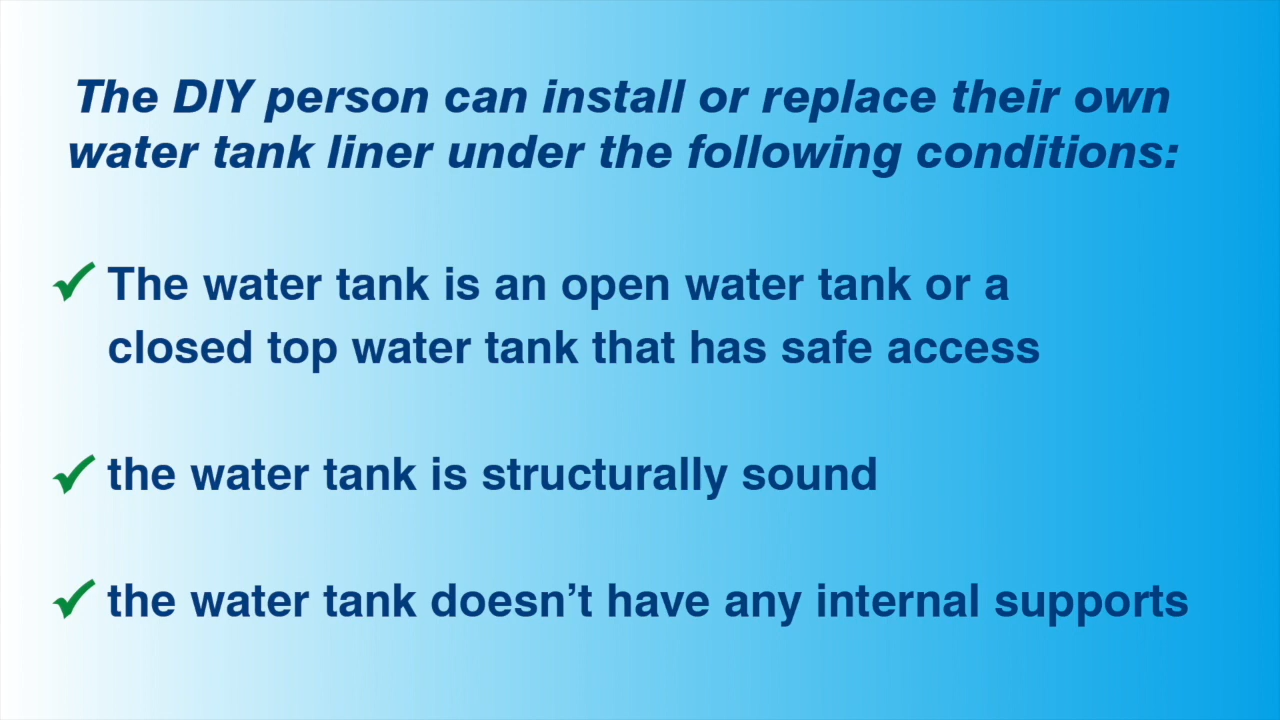 The DIY person can install or replace their own
water tank liner under the following conditions:
The water tank is an open water tank or a
closed top water tank that has safe access
the water tank is structurally sound
the water tank doesn’t have any internal supports